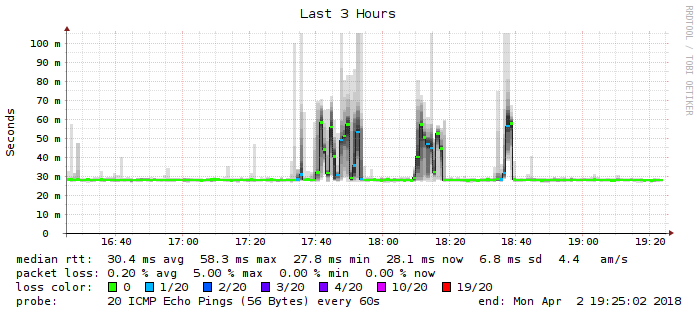 Last 3 Hours
RRDTOOL / TOBI OETIKER
Seconds
100 m
90 m
80 m
70 m
60 m
50 m
40 m
30 m
20 m
10 m
0
16:40 17:00 17:20 17:40 18:00 18:20 18:40 19:00 19:20
median rtt: 30.4 ms avg 58.3 ms max 27.8 ms min 28.1 ms now 6.8 ms sd 4.4 am/s
packet loss: 0.20 % avg 5.00 % max 0.00 % min 0.00 % now
loss color: 0 1/20 2/20 3/20 4/20 10/20 19/20
probe: 20 ICMP Echo Pings (56 Bytes) every 60s end: Mon Apr 2 19:25:02 2018